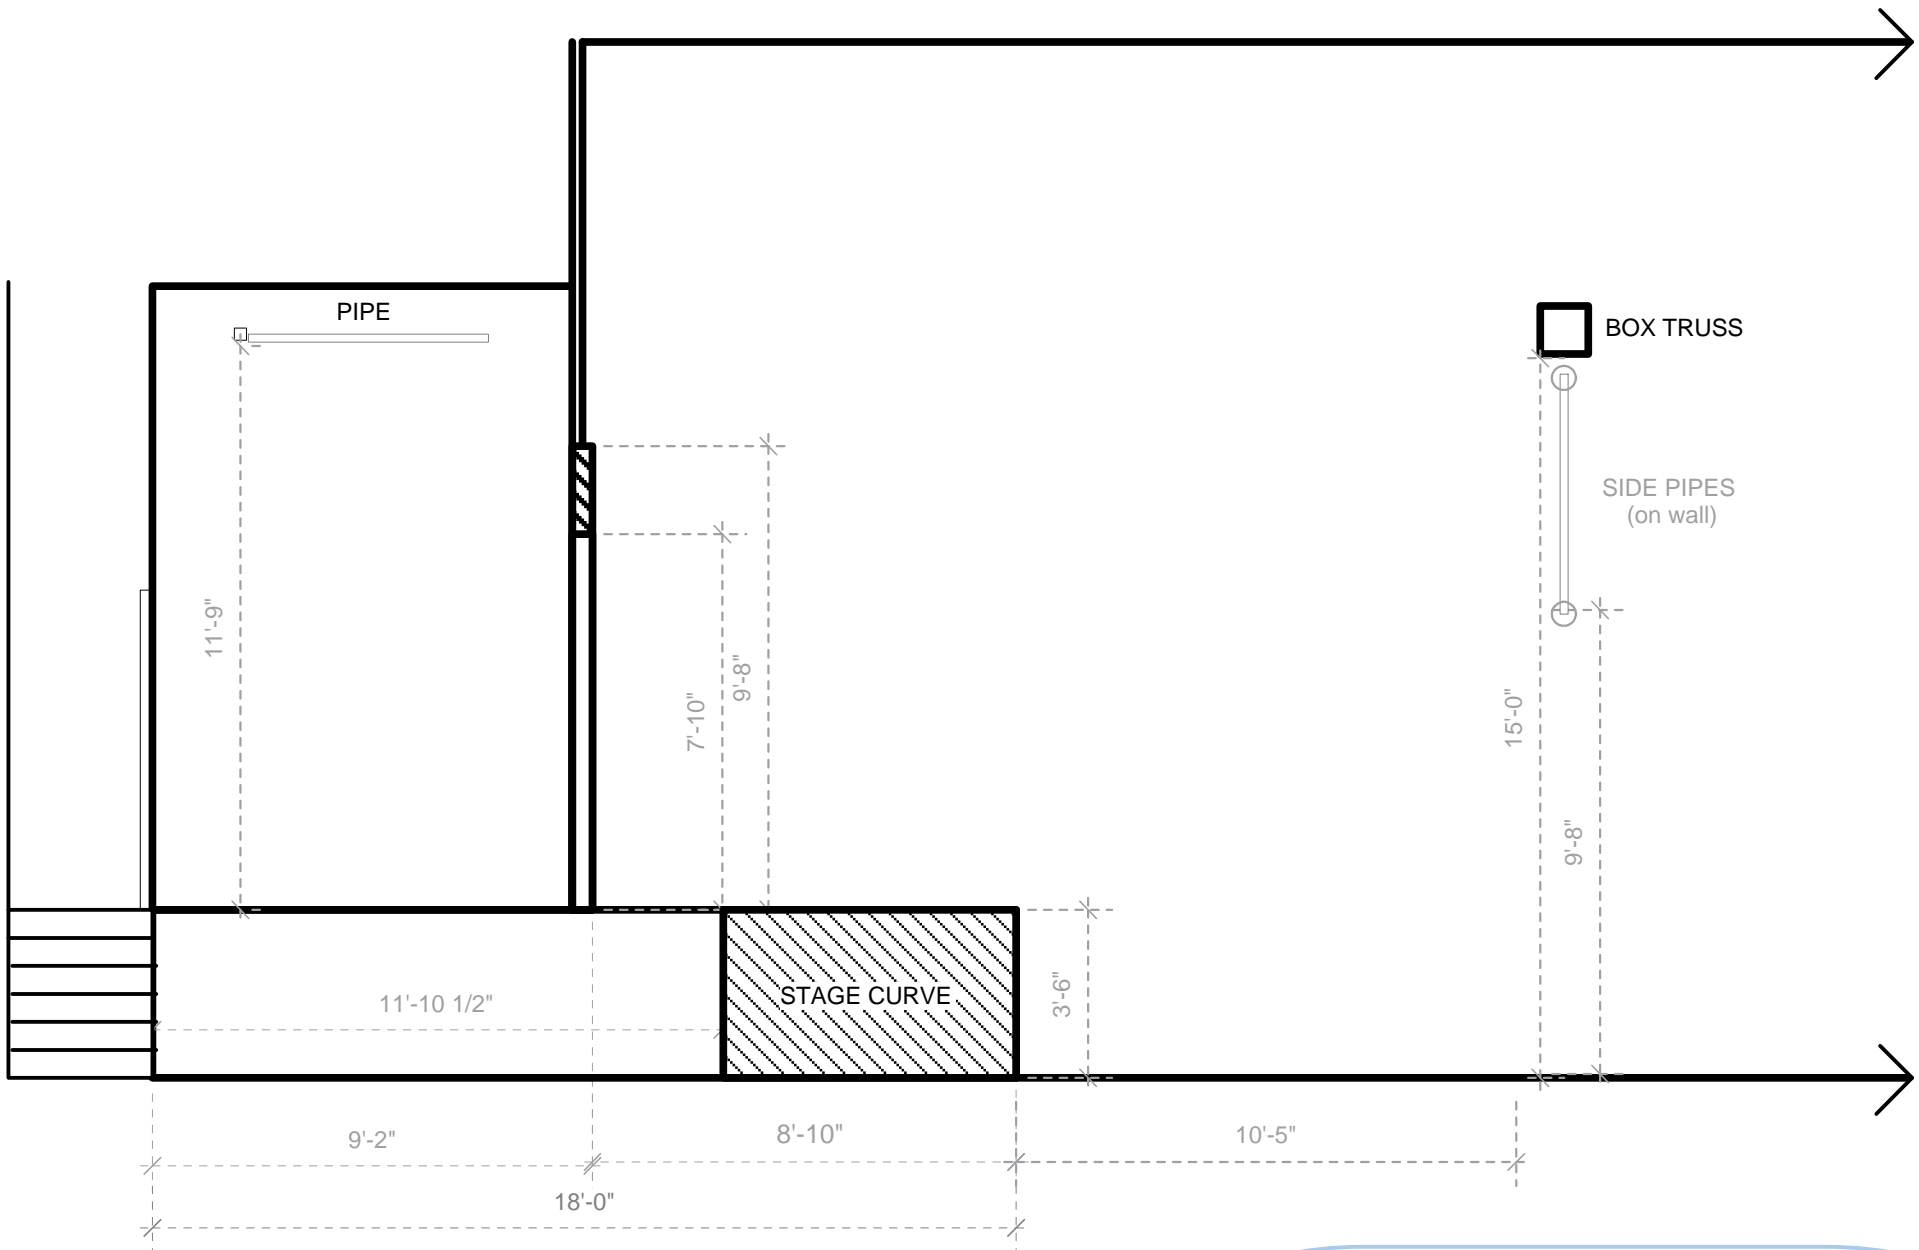 PIPE
BOX TRUSS
SIDE PIPES
(on wall)
11'-9"
9'-8"
7'-10"
15'-0"
9'-8"
STAGE CURVE
11'-10 1/2"
3'-6"
9'-2"
8'-10"
10'-5"
18'-0"